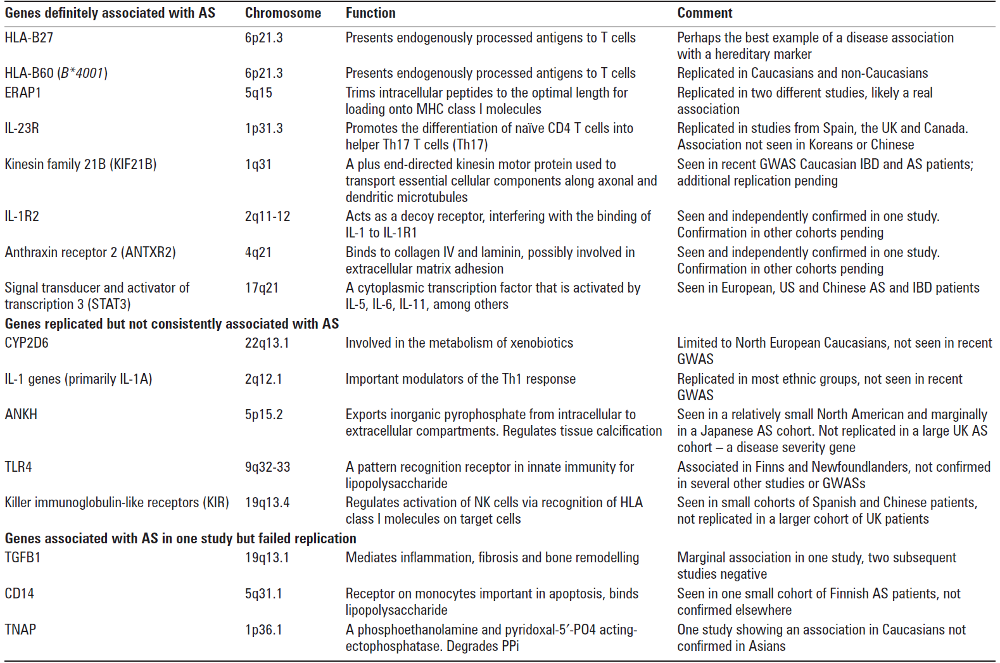 Genes definitely associated with AS Chromosome Function Comment
HLA-B27 6p21.3 Presents endogenously processed antigens to T cells Perhaps the best example of a disease association
with a hereditary marker
HLA-B60 (B*4001) 6p21.3 Presents endogenously processed antigens to T cells Replicated in Caucasians and non-Caucasians
ERAP1 5q15 Trims intracellular peptides to the optimal length for Replicated in two different studies, likely a real
loading onto MHC class I molecules association
IL-23R 1p31.3 Promotes the differentiation of naïve CD4 T cells into Replicated in studies from Spain, the UK and Canada.
helper Th17 T cells (Th17) Association not seen in Koreans or Chinese
Kinesin family 21B (KIF21B) 1q31 A plus end-directed kinesin motor protein used to Seen in recent GWAS Caucasian IBD and AS patients;
transport essential cellular components along axonal and additional replication pending
dendritic microtubules
IL-1R2 2q11-12 Acts as a decoy receptor, interfering with the binding of Seen and independently confirmed in one study.
IL-1 to IL-1R1 Confirmation in other cohorts pending
Anthraxin receptor 2 (ANTXR2) 4q21 Binds to collagen IV and laminin, possibly involved in Seen and independently confirmed in one study.
extracellular matrix adhesion Confirmation in other cohorts pending
Signal transducer and activator of 17q21 A cytoplasmic transcription factor that is activated by Seen in European, US and Chinese AS and IBD patients
transcription 3 (STAT3) IL-5, IL-6, IL-11, among others
Genes replicated but not consistently associated with AS
CYP2D6 22q13.1 Involved in the metabolism of xenobiotics Limited to North European Caucasians, not seen in recent
GWAS
IL-1 genes (primarily IL-1A) 2q12.1 Important modulators of the Th1 response Replicated in most ethnic groups, not seen in recent
GWAS
ANKH 5p15.2 Exports inorganic pyrophosphate from intracellular to Seen in a relatively small North American and marginally
extracellular compartments. Regulates tissue calcification in a Japanese AS cohort. Not replicated in a large UK AS
cohort – a disease severity gene
TLR4 9q32-33 A pattern recognition receptor in innate immunity for Associated in Finns and Newfoundlanders, not confirmed
lipopolysaccharide in several other studies or GWASs
Killer immunoglobulin-like receptors (KIR) 19q13.4 Regulates activation of NK cells via recognition of HLA Seen in small cohorts of Spanish and Chinese patients,
class I molecules on target cells not replicated in a larger cohort of UK patients
Genes associated with AS in one study but failed replication
TGFB1 19q13.1 Mediates inflammation, fibrosis and bone remodelling Marginal association in one study, two subsequent
studies negative
CD14 5q31.1 Receptor on monocytes important in apoptosis, binds Seen in one small cohort of Finnish AS patients, not
lipopolysaccharide confirmed elsewhere
TNAP 1p36.1 A phosphoethanolamine and pyridoxal-5′-PO4 acting- One study showing an association in Caucasians not
ectophosphatase. Degrades PPi confirmed in Asians